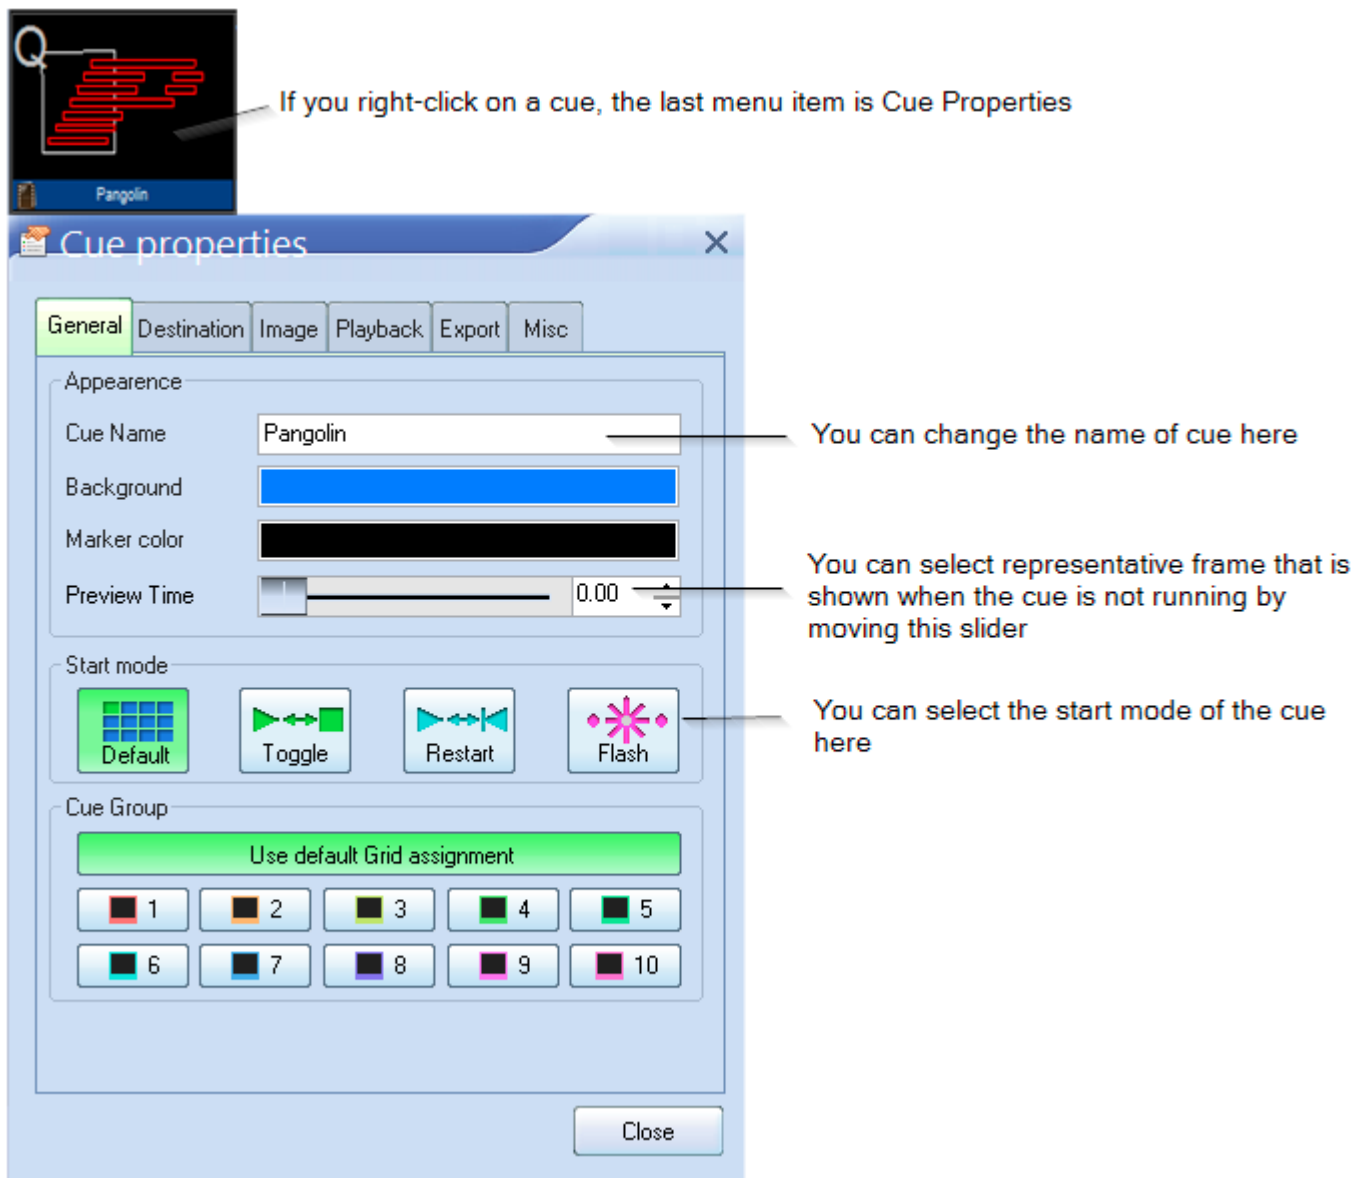 Q
Pangolin
If you right-click on a cue, the last menu item is Cue Properties
Cue properties
General Destination Image Playback Export Misc
Appearence
Cue Name Pangolin
You can change the name of cue here
Background
Marker color
Preview Time 0.00
You can select representative frame that is
shown when the cue is not running by
moving this slider
Start mode
Default Toggle Restart Flash
You can select the start mode of the cue
here
Cue Group
Use default Grid assignment
1 2 3 4 5
6 7 8 9 10
Close